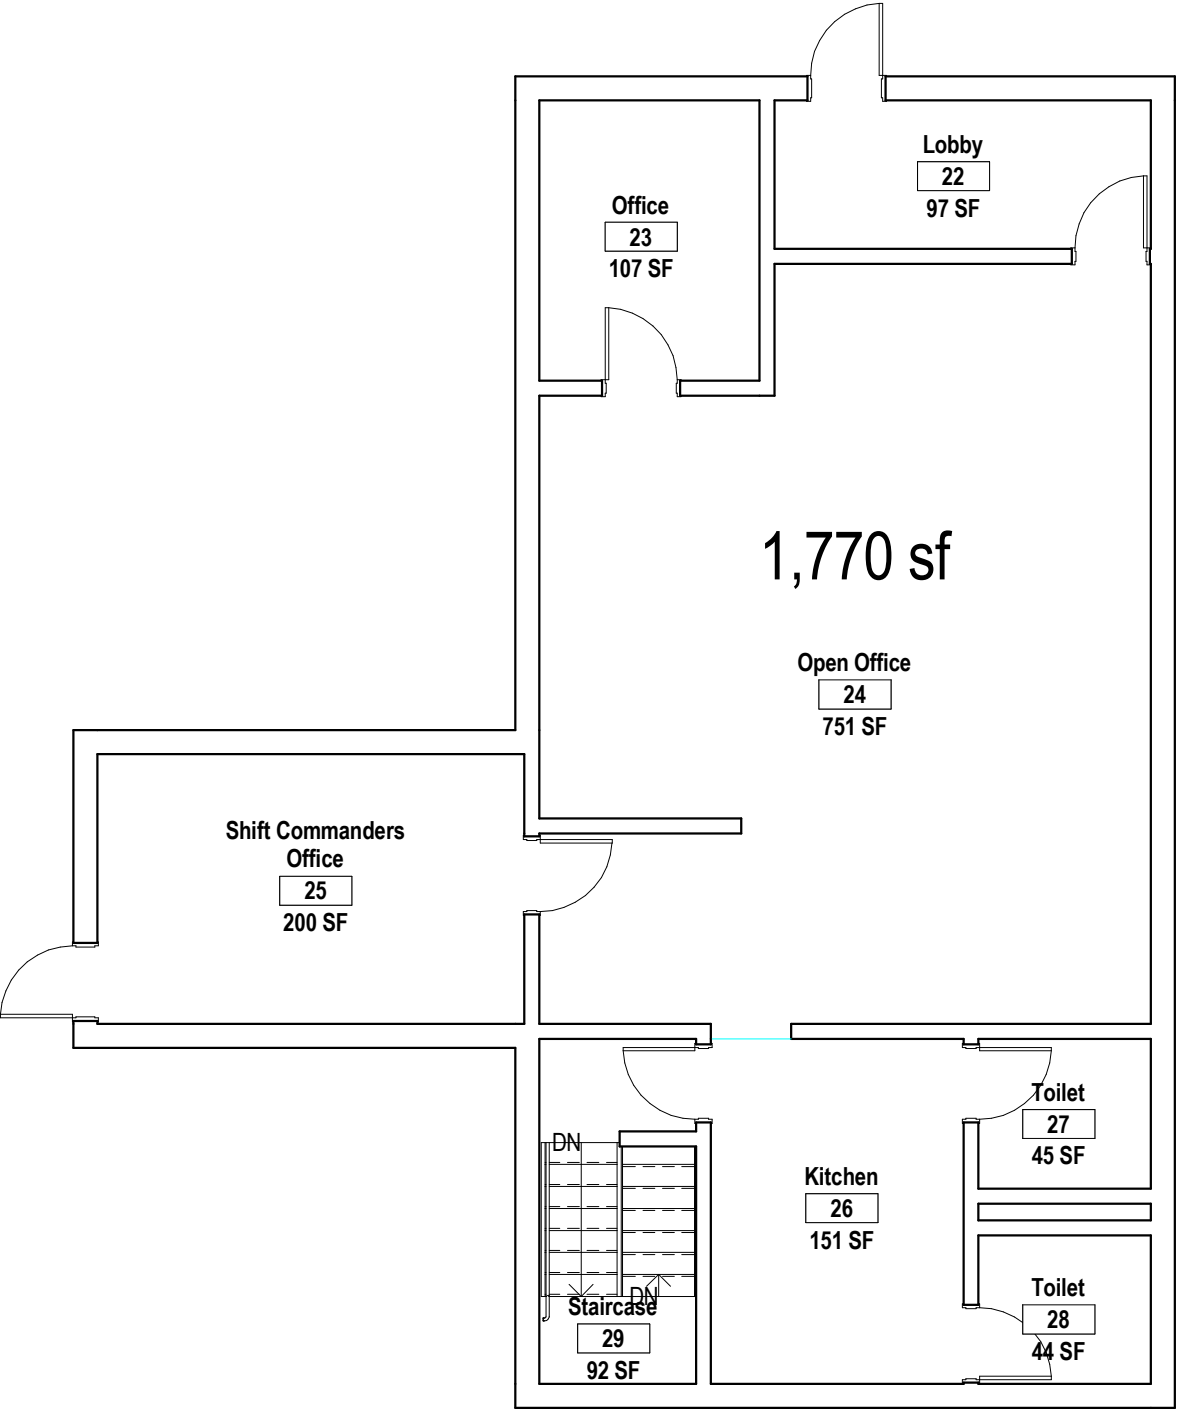 Lobby
22
97 SF
Office
23
107 SF
1,770 sf
Open Office
24
751 SF
Shift Commanders
Office
25
200 SF
Toilet
27
45 SF
DN
Kitchen
26
151 SF
DN
Staircase
29
92 SF
Toilet
28
44 SF